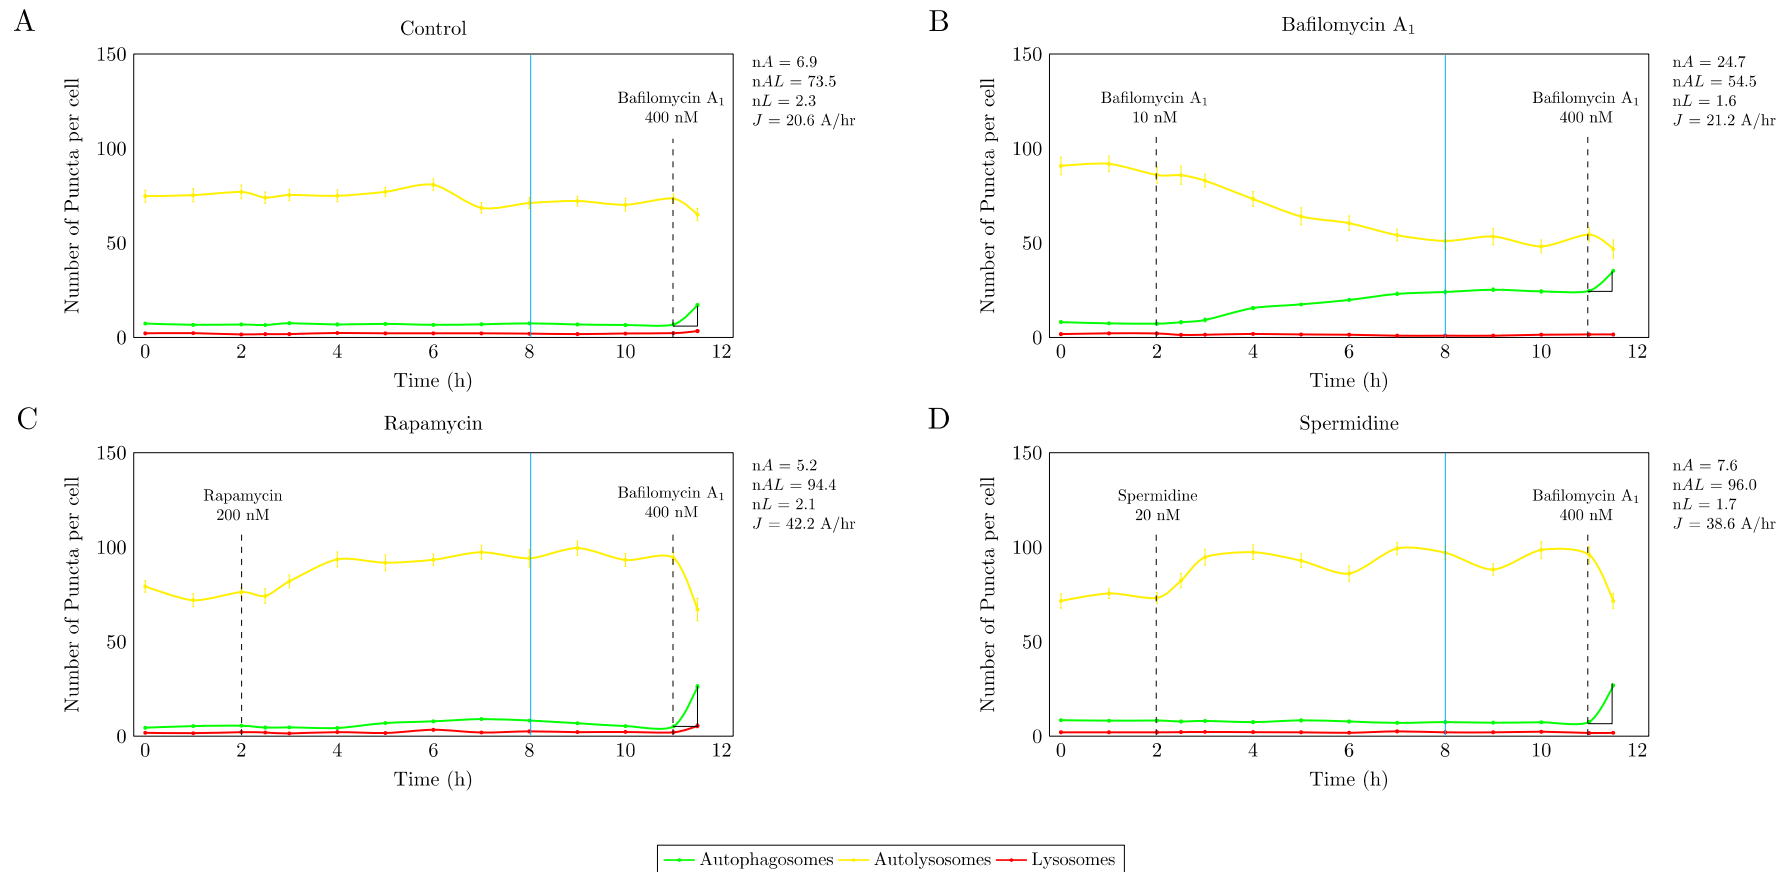 A
Control
Number of Puncta per cell
150
100
50
0
0 2 4 6 8 10 12
Time (h)
Bafilomycin A₁
400 nM
nA = 6.9
nAL = 73.5
nL = 2.3
J = 20.6 A/hr
B
Bafilomycin A₁
Number of Puncta per cell
150
100
50
0
0 2 4 6 8 10 12
Time (h)
Bafilomycin A₁
10 nM
Bafilomycin A₁
400 nM
nA = 24.7
nAL = 54.5
nL = 1.6
J = 21.2 A/hr
C
Rapamycin
Number of Puncta per cell
150
100
50
0
0 2 4 6 8 10 12
Time (h)
Rapamycin
200 nM
Bafilomycin A₁
400 nM
nA = 5.2
nAL = 94.4
nL = 2.1
J = 42.2 A/hr
D
Spermidine
Number of Puncta per cell
150
100
50
0
0 2 4 6 8 10 12
Time (h)
Spermidine
20 nM
Bafilomycin A₁
400 nM
nA = 7.6
nAL = 96.0
nL = 1.7
J = 38.6 A/hr
Autophagosomes Autolysosomes Lysosomes